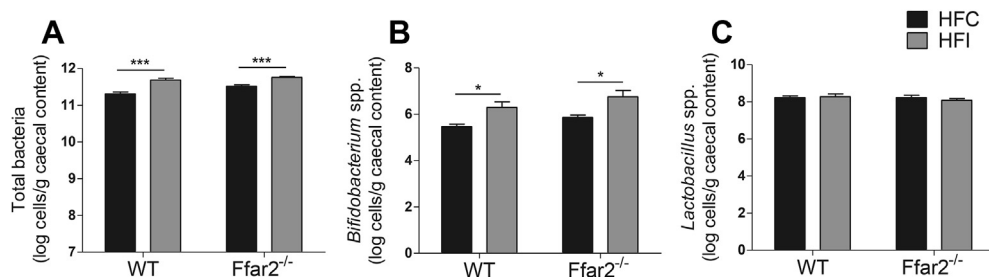 A
Total bacteria
(log cells/g caecal content)
12
11
10
9
8
7
***
***
WT
Ffar2-/-
B
Bifidobacterium spp.
(log cells/g caecal content)
8
6
4
2
0
*
*
WT
Ffar2-/-
C
HFC
HFI
Lactobacillus spp.
(log cells/g caecal content)
10
8
6
4
2
0
WT
Ffar2-/-